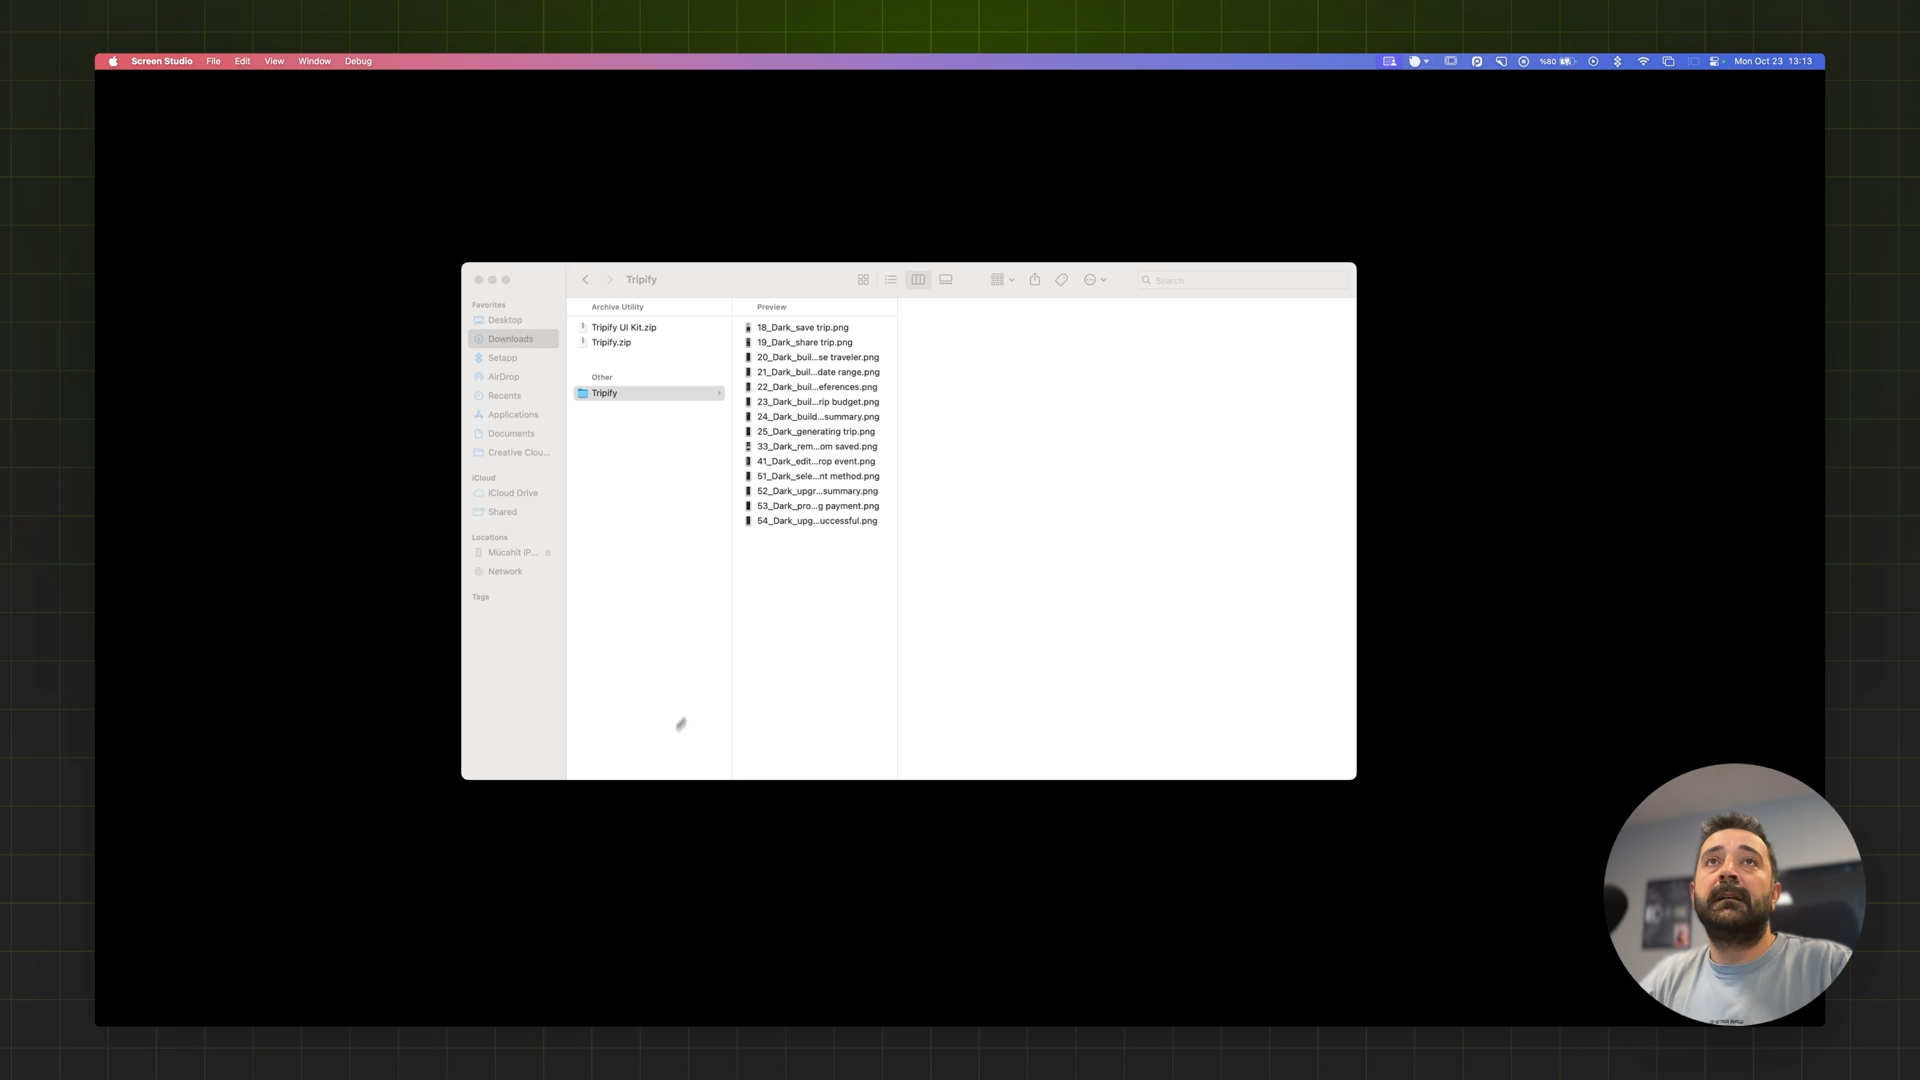 Screen Studio File Edit View Window Debug
%80 Mon Oct 23 13:13
Tripify
Search
Favorites
Desktop
Downloads
Setapp
AirDrop
Recents
Applications
Documents
Creative Clou...
iCloud
iCloud Drive
Shared
Locations
Mücahit iP...
Network
Tags
Archive Utility
Tripify UI Kit.zip
Tripify.zip
Other
Tripify
Preview
18_Dark_save trip.png
19_Dark_share trip.png
20_Dark_buil...se traveler.png
21_Dark_buil...date range.png
22_Dark_buil...eferences.png
23_Dark_buil...rip budget.png
24_Dark_build...summary.png
25_Dark_generating trip.png
33_Dark_rem...om saved.png
41_Dark_edit...rop event.png
51_Dark_sele...nt method.png
52_Dark_upgr...summary.png
53_Dark_pro...g payment.png
54_Dark_upg...uccessful.png